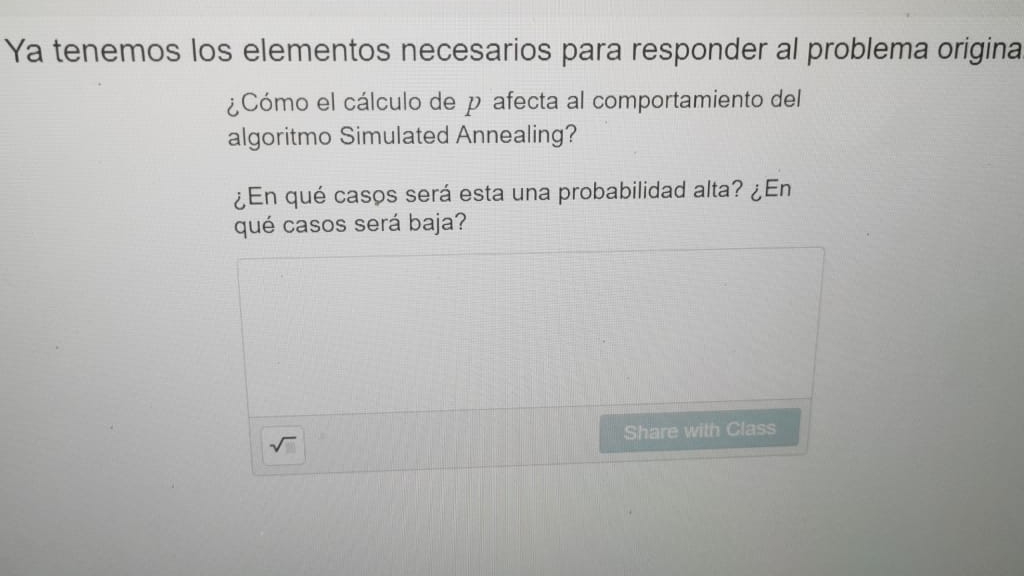 Ya tenemos los elementos necesarios para responder al problema origina
¿Cómo el cálculo de p afecta al comportamiento del
algoritmo Simulated Annealing?
¿En qué casos será esta una probabilidad alta? ¿En
qué casos será baja?
√
Share with Class